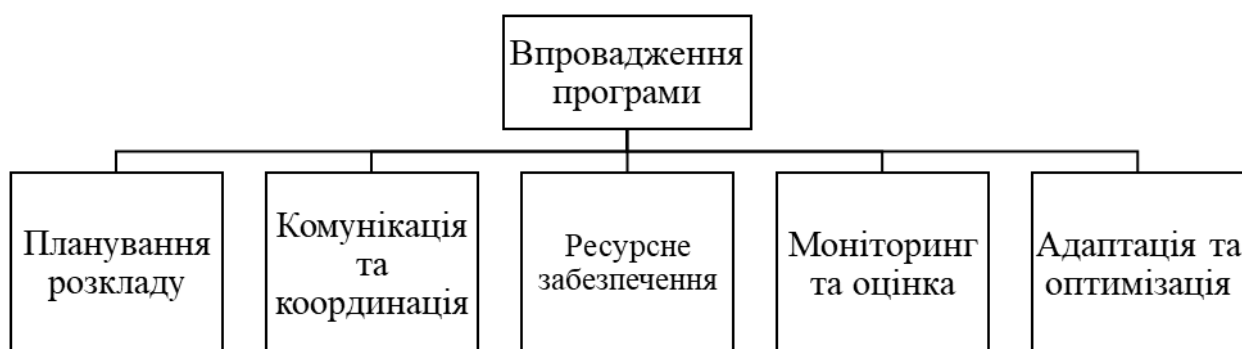 Впровадження
програми
Планування
розкладу
Комунікація
та
координація
Ресурсне
забезпечення
Моніторинг
та оцінка
Адаптація та
оптимізація